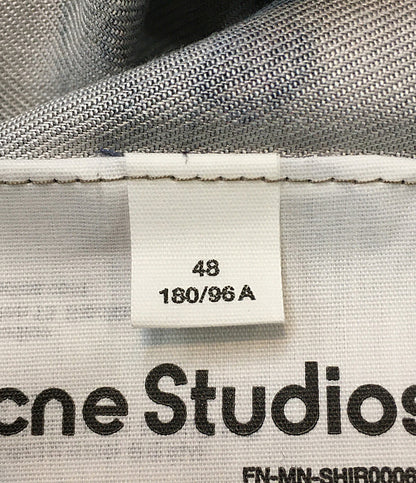 48
180/96 A
cne Studios
FN-MN-SHIR0006